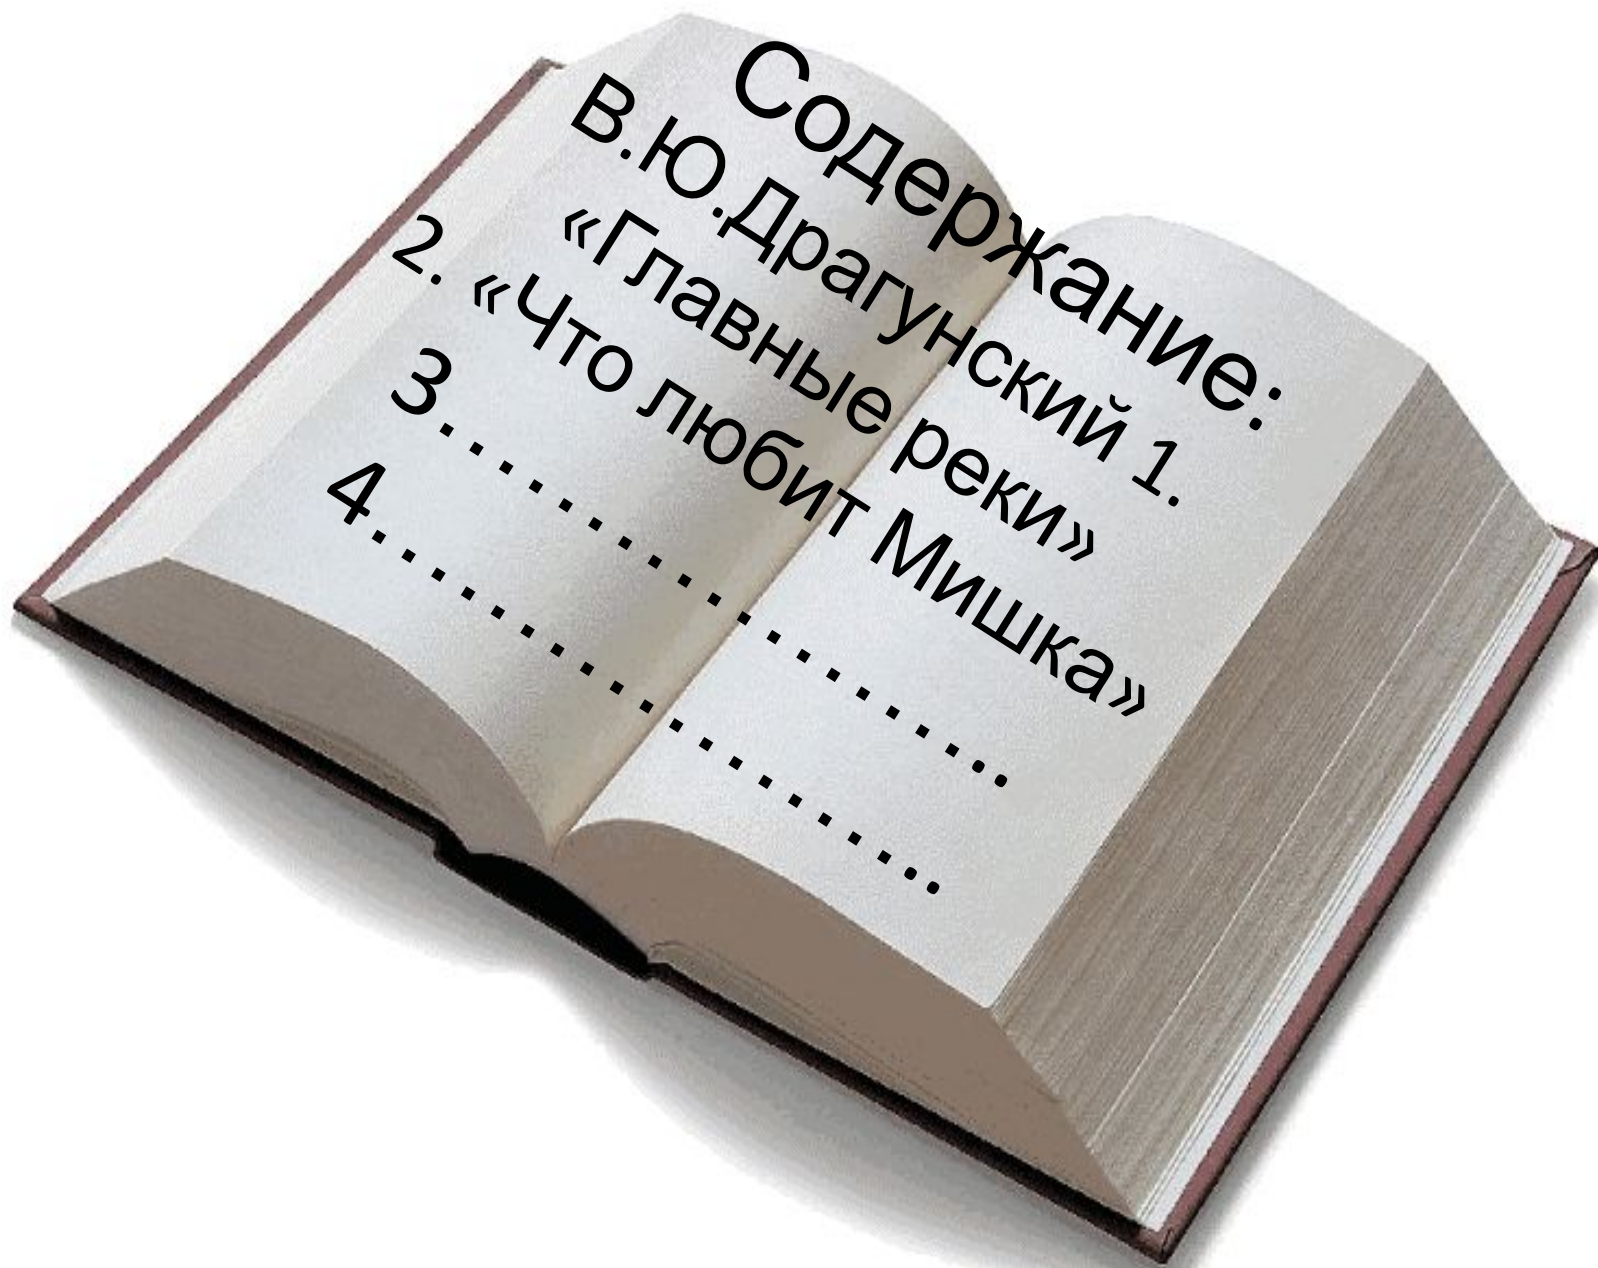 Содержание:
В.Ю.Драгунский 1.
«Главные реки»
2. «Что любит Мишка»
3………………………….
4………………………….